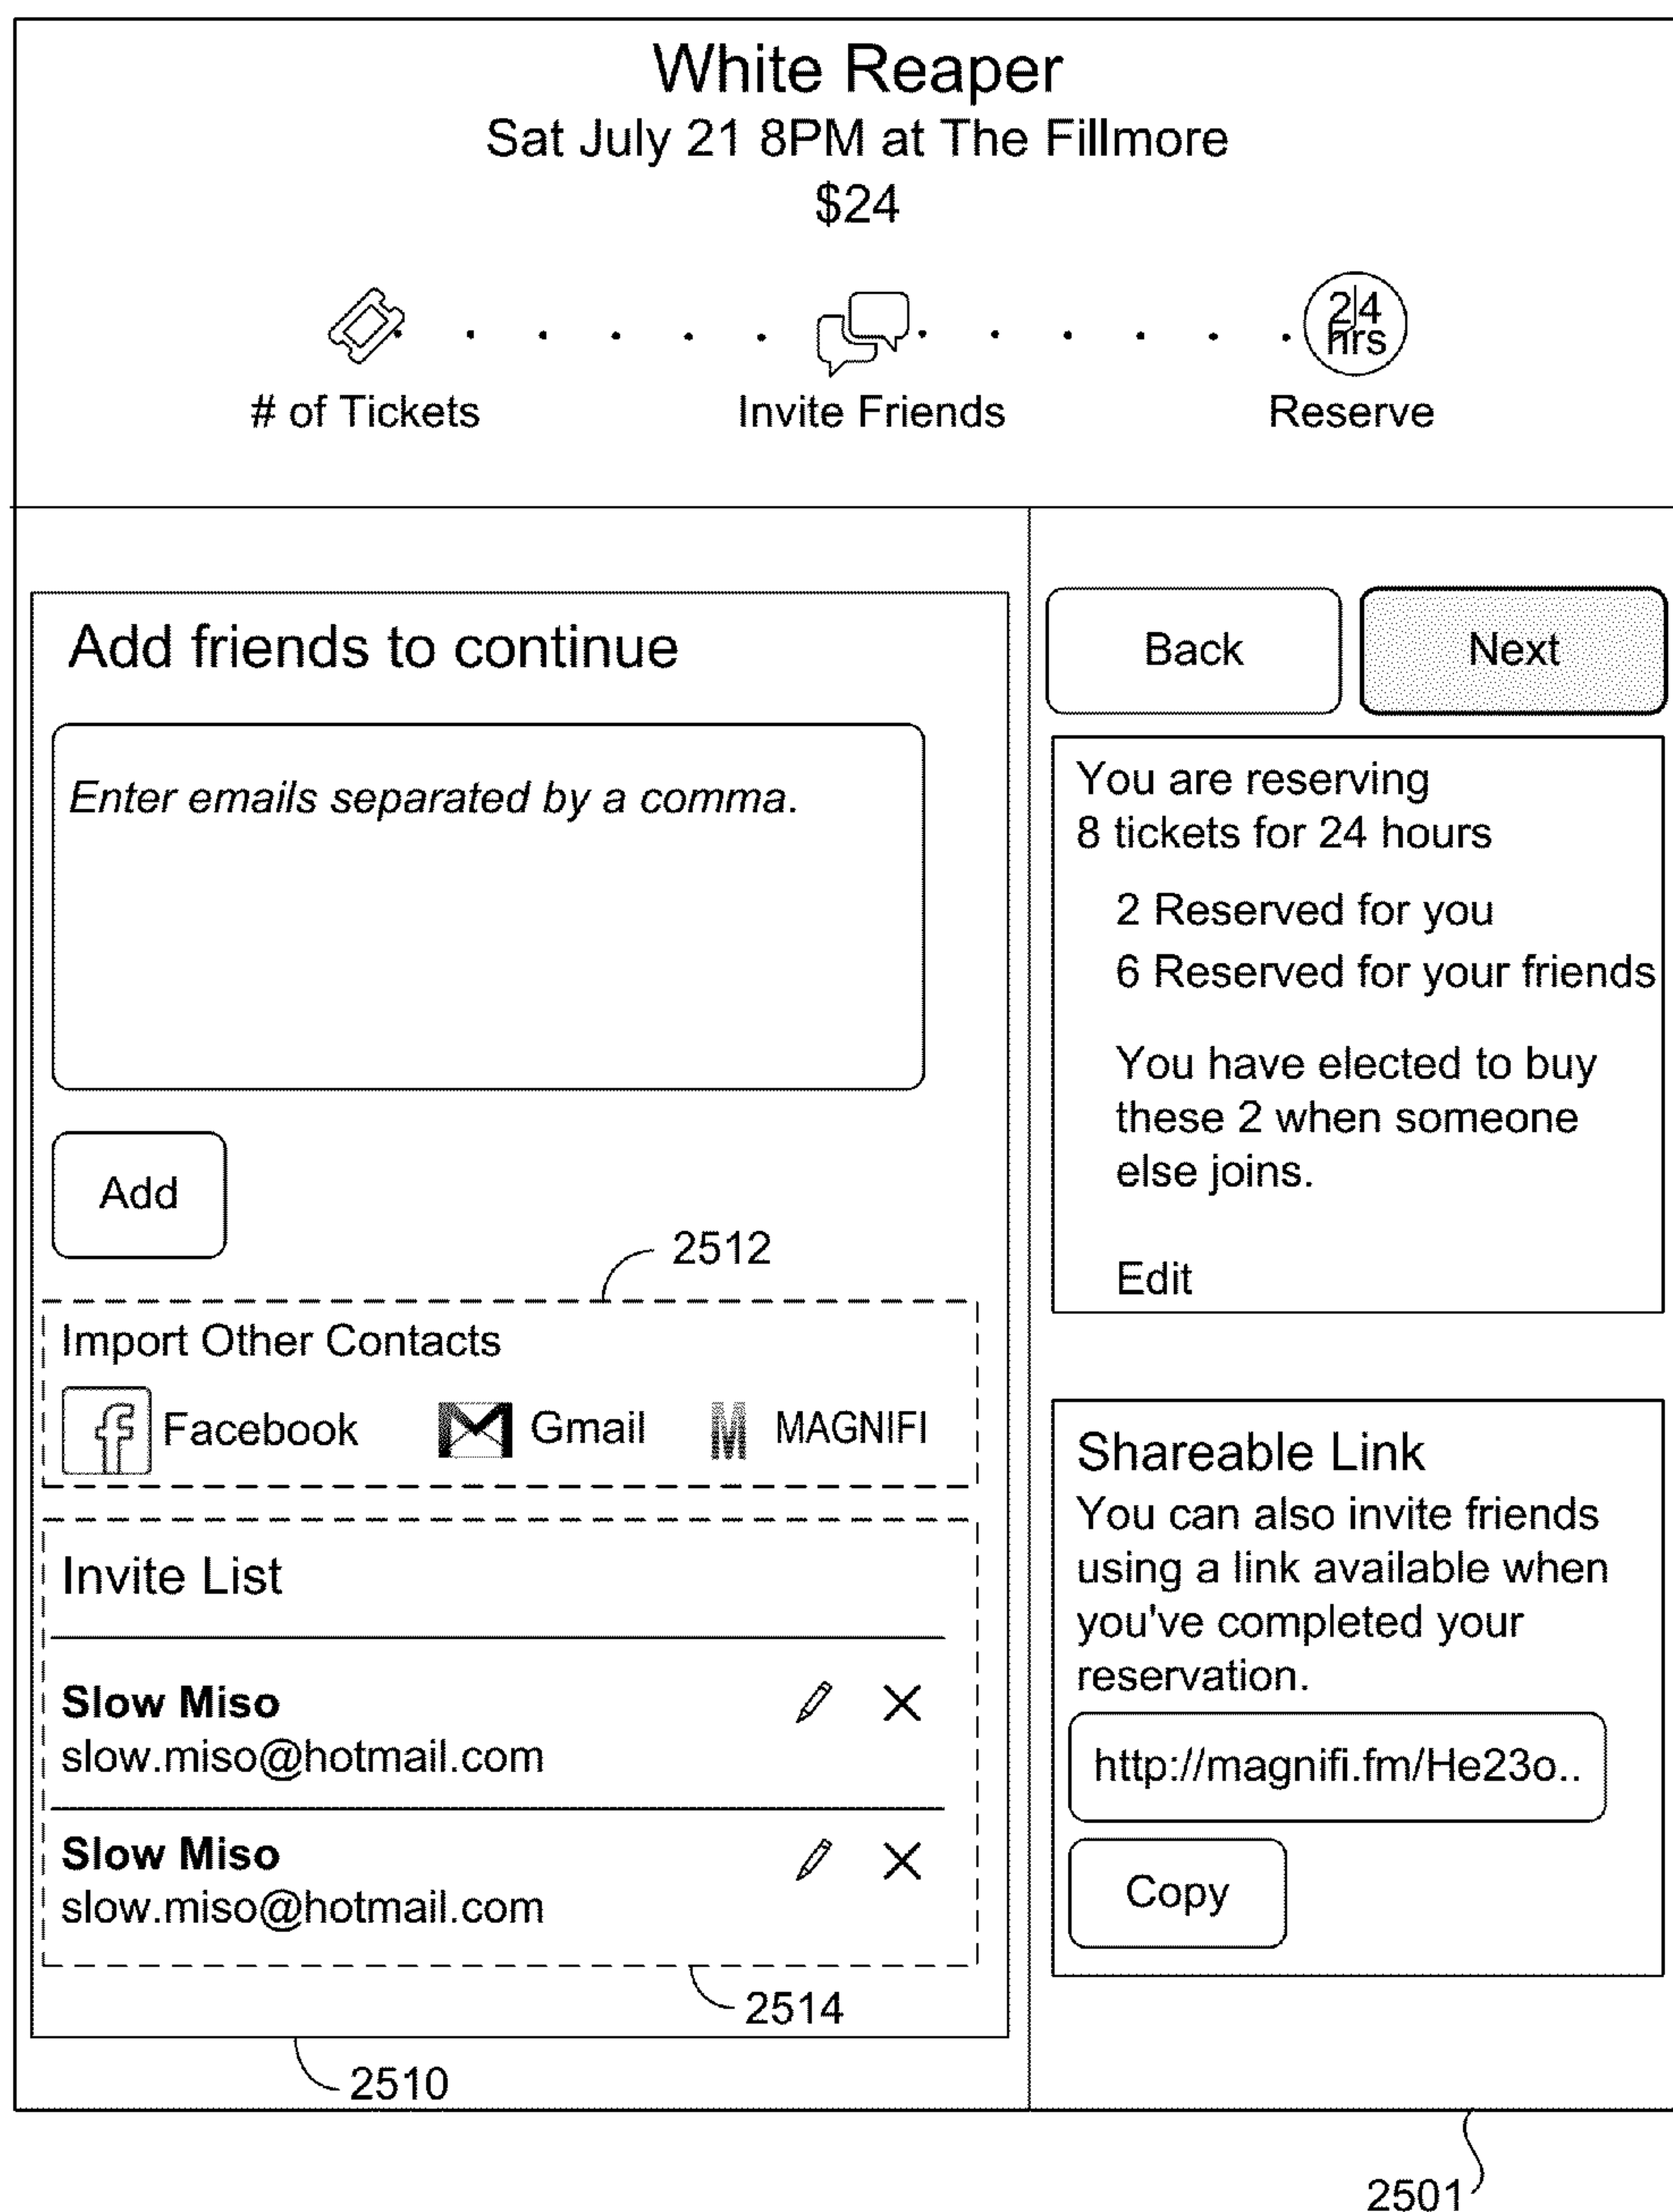 White Reaper
Sat July 21 8PM at The Fillmore
$24
24
hrs
# of Tickets
Invite Friends
Reserve
Add friends to continue
Enter emails separated by a comma.
Add
2512
Import Other Contacts
f Facebook
M Gmail
M MAGNIFI
Invite List
Slow Miso
slow.miso@hotmail.com
Slow Miso
slow.miso@hotmail.com
2514
2510
Back
Next
You are reserving
8 tickets for 24 hours
2 Reserved for you
6 Reserved for your friends
You have elected to buy
these 2 when someone
else joins.
Edit
Shareable Link
You can also invite friends
using a link available when
you've completed your
reservation.
http://magnifi.fm/He23o..
Copy
2501